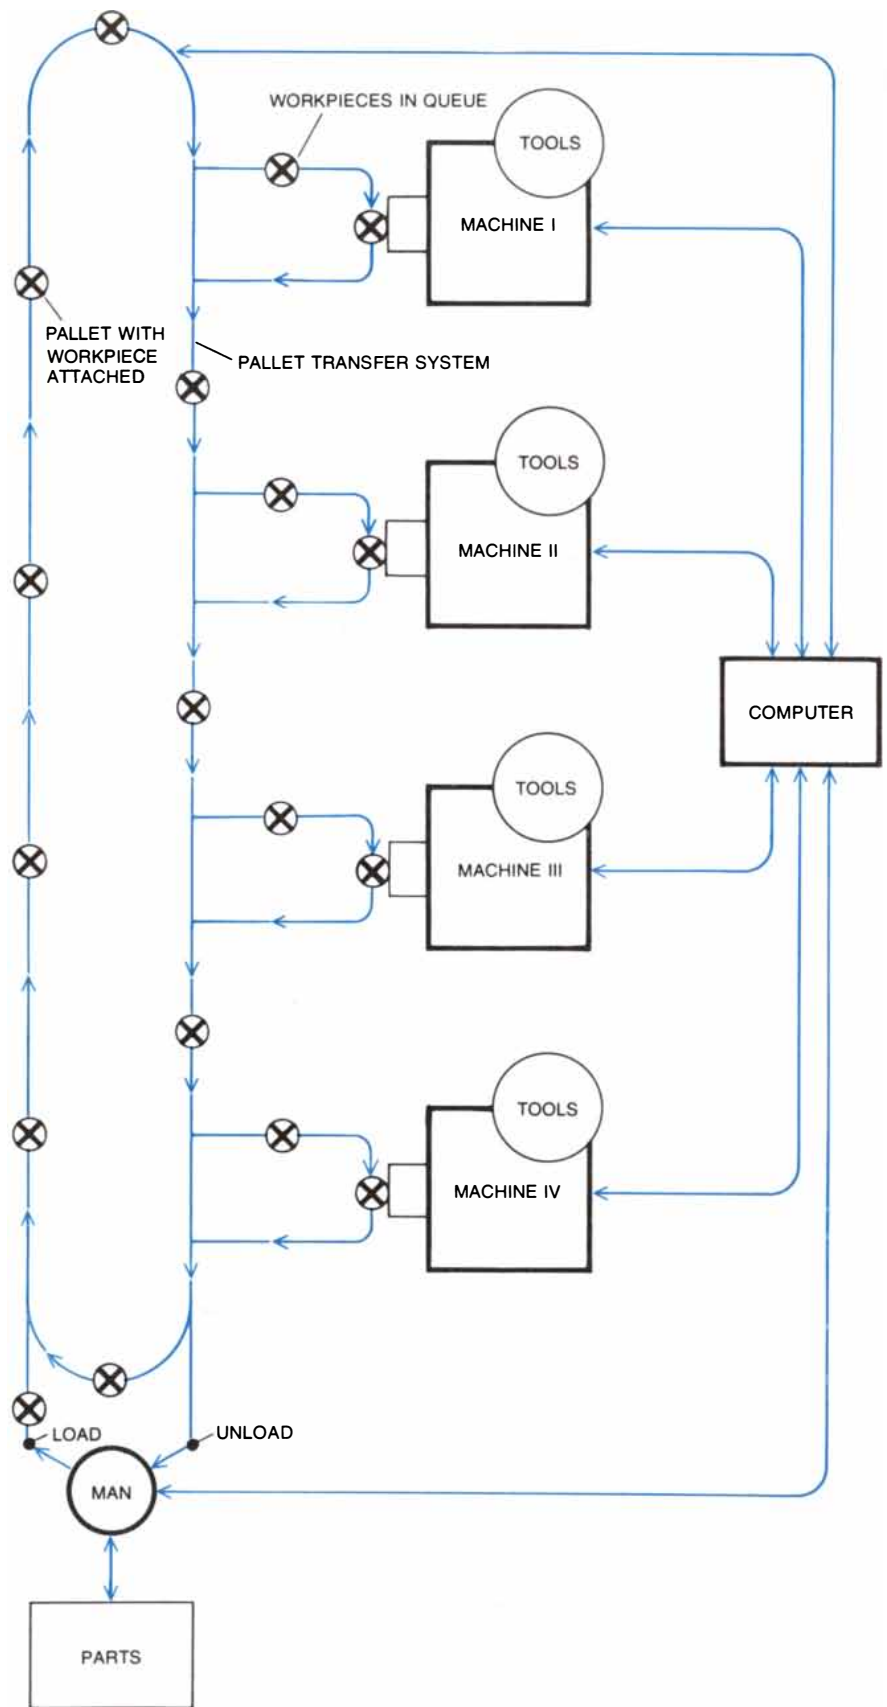 WORKPIECES IN QUEUE
TOOLS
MACHINE I
PALLET WITH
WORKPIECE
ATTACHED
PALLET TRANSFER SYSTEM
TOOLS
MACHINE II
COMPUTER
TOOLS
MACHINE III
TOOLS
MACHINE IV
LOAD
UNLOAD
MAN
PARTS